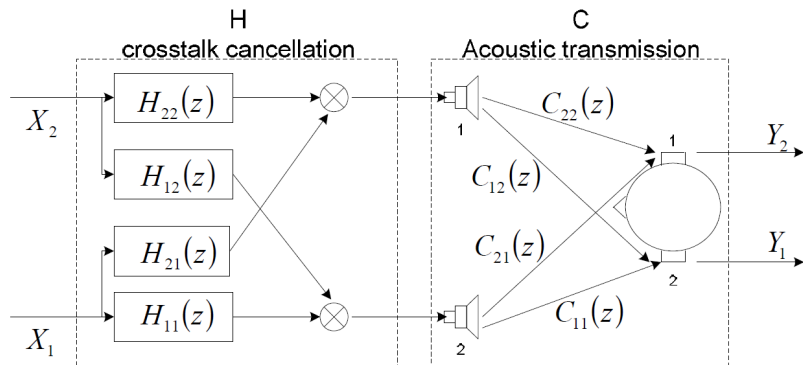 H
crosstalk cancellation
C
Acoustic transmission
X₂
H₂₂(z)
1
C₂₂(z)
1
Y₂
H₁₂(z)
C₁₂(z)
H₂₁(z)
C₂₁(z)
2
Y₁
X₁
H₁₁(z)
2
C₁₁(z)